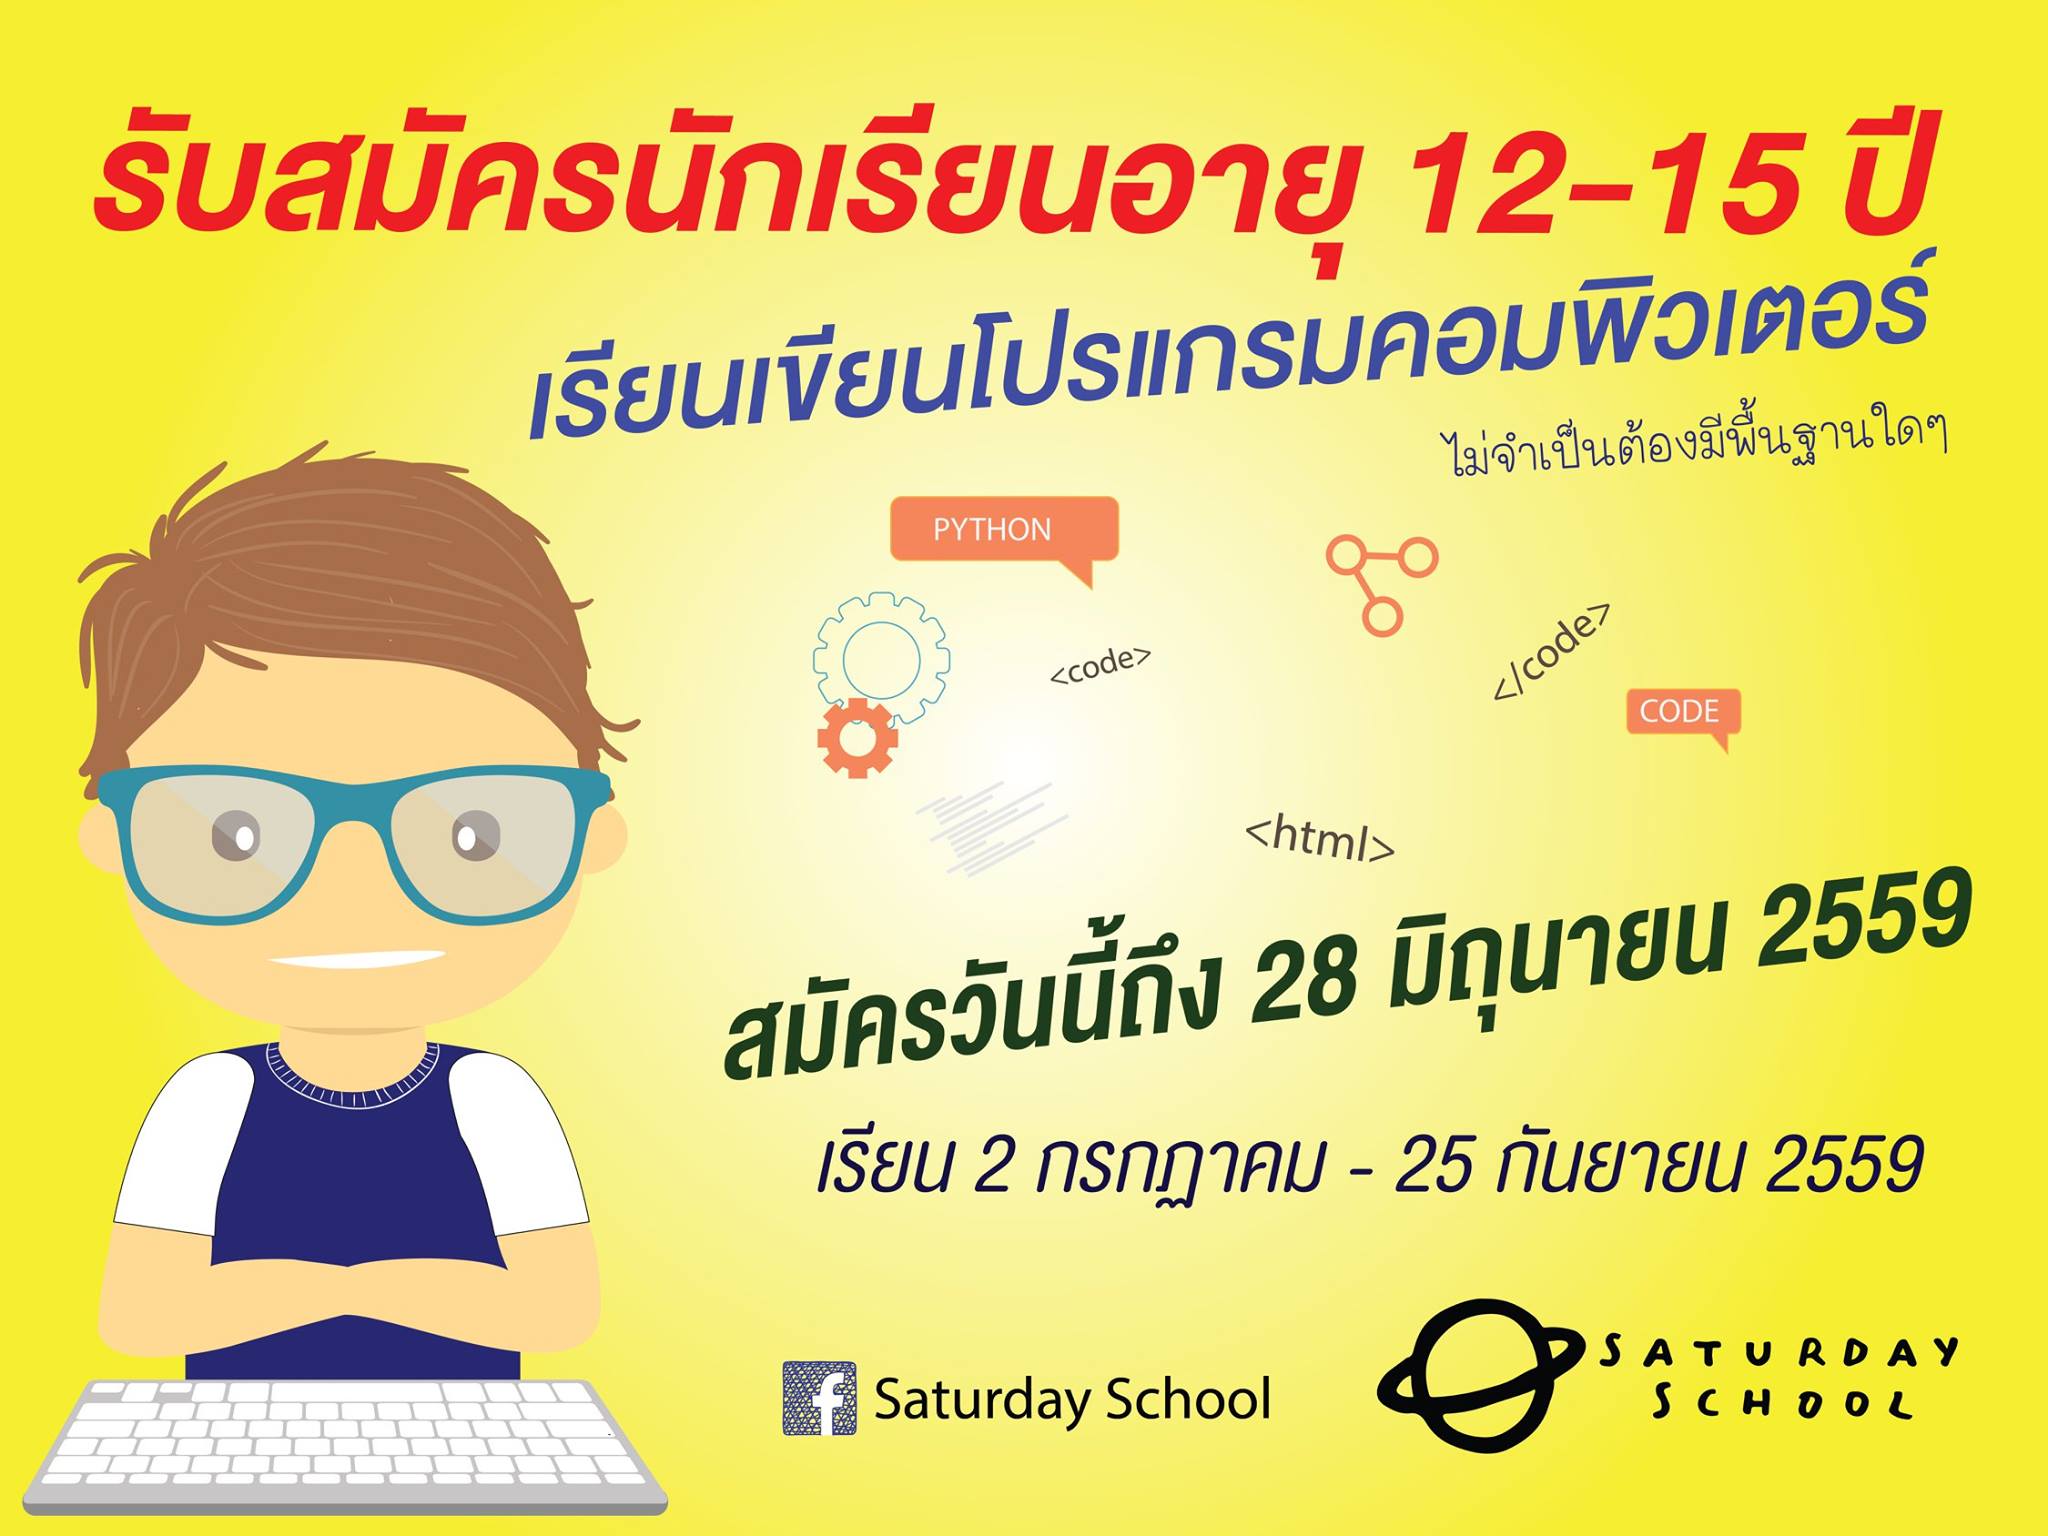 รับสมัครนักเรียนอายุ 12-15 ปี
เรียนเขียนโปรแกรมคอมพิวเตอร์
ไม่จำเป็นต้องมีพื้นฐานใดๆ
PYTHON
<code>
</code>
CODE
<html>
สมัครวันนี้ถึง 28 มิถุนายน 2559
เรียน 2 กรกฎาคม - 25 กันยายน 2559
f Saturday School
SATURDAY
SCHOOL